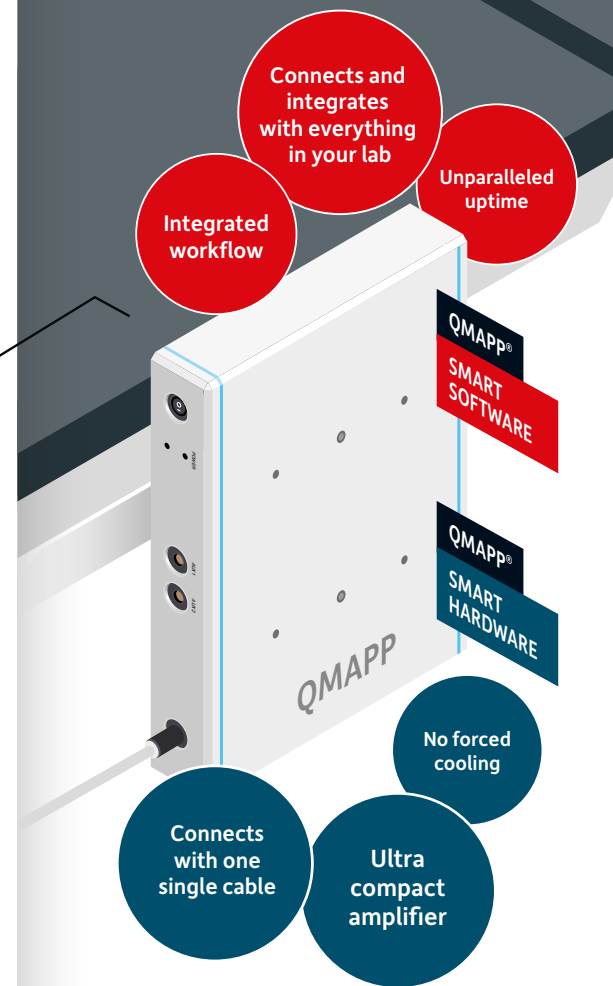 Connects and
integrates
with everything
in your lab
Unparalleled
uptime
Integrated
workflow
QMAPP®
SMART
SOFTWARE
POWER
QMAPP®
SMART
HARDWARE
QMAPP
No forced
cooling
Connects
with one
single cable
Ultra
compact
amplifier